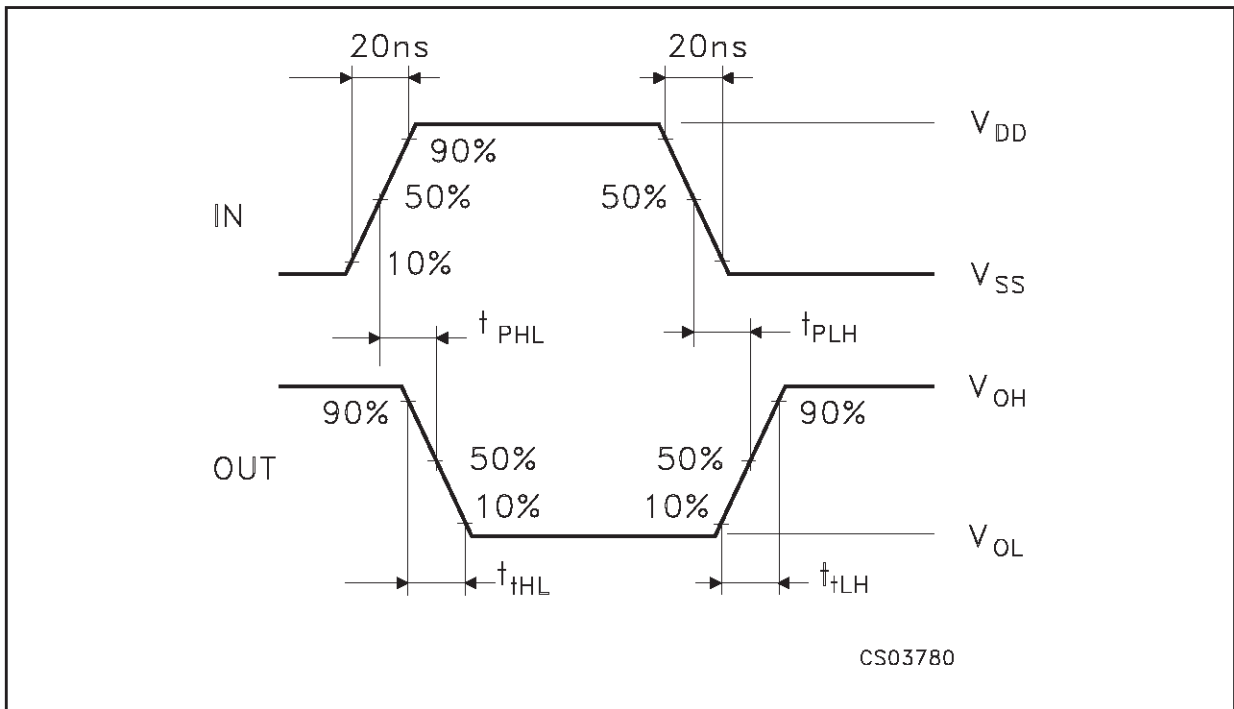 20ns 20ns
V_DD
90%
50% 50%
IN
10%
V_SS
t_PHL t_PLH
V_OH
90% 90%
OUT
50% 50%
10% 10%
V_OL
t_tHL t_tLH
CS03780